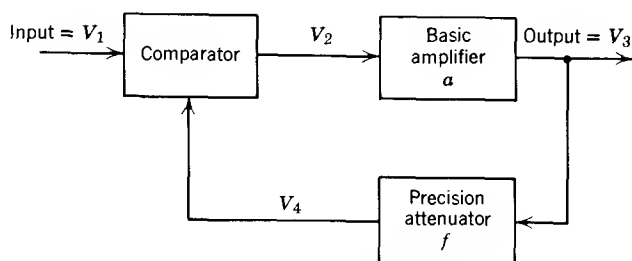 Input = V₁
Comparator
V₂
Basic
amplifier
a
Output = V₃
V₄
Precision
attenuator
f